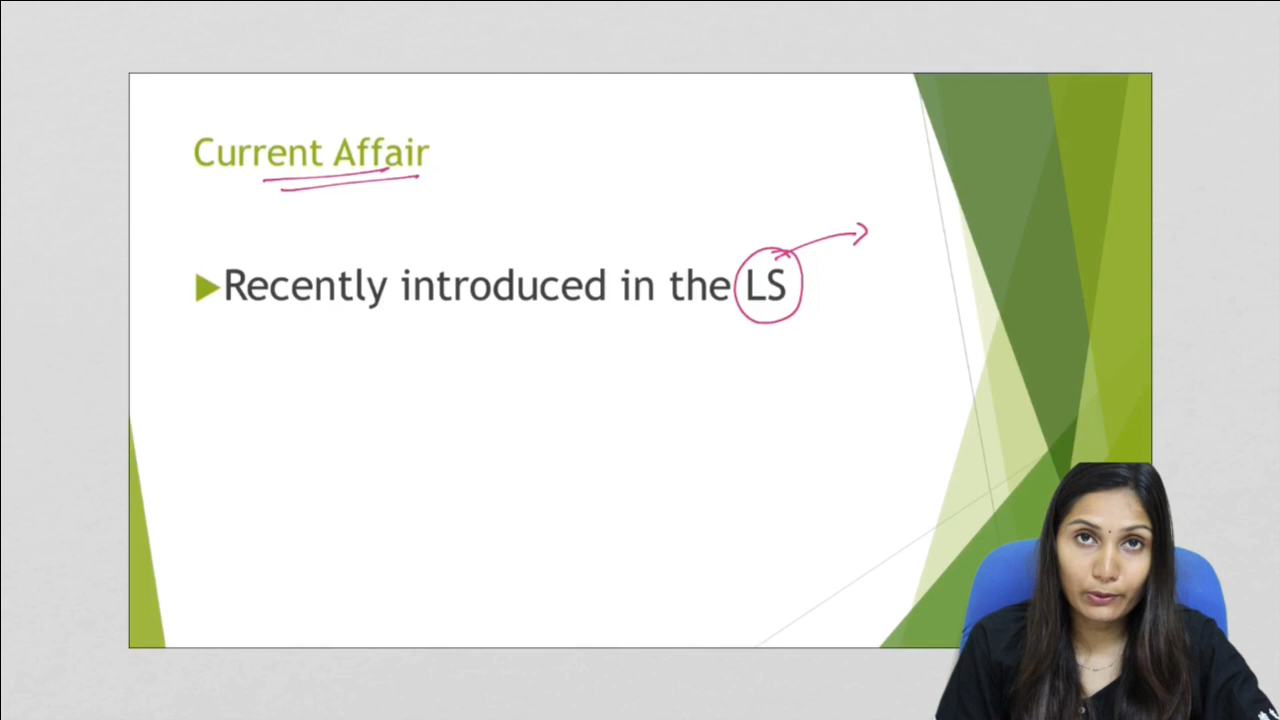 Current Affair
Recently introduced in the LS